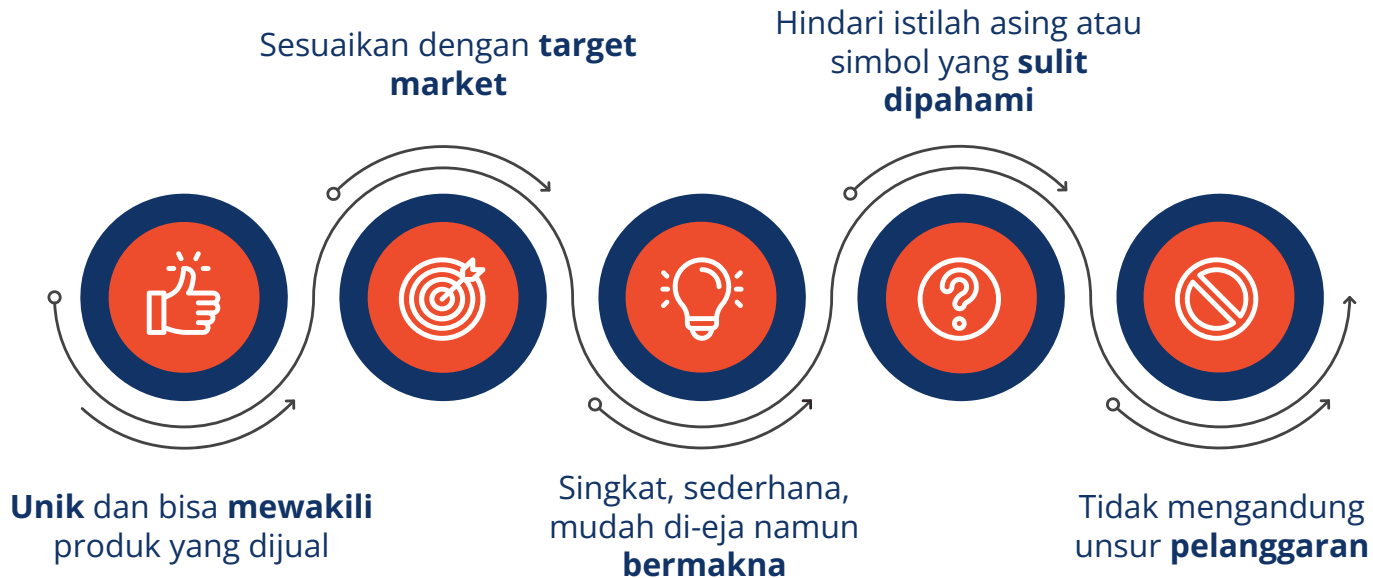 Unik dan bisa mewakili
produk yang dijual
Sesuaikan dengan target
market
Singkat, sederhana,
mudah di-eja namun
bermakna
Hindari istilah asing atau
simbol yang sulit
dipahami
Tidak mengandung
unsur pelanggaran